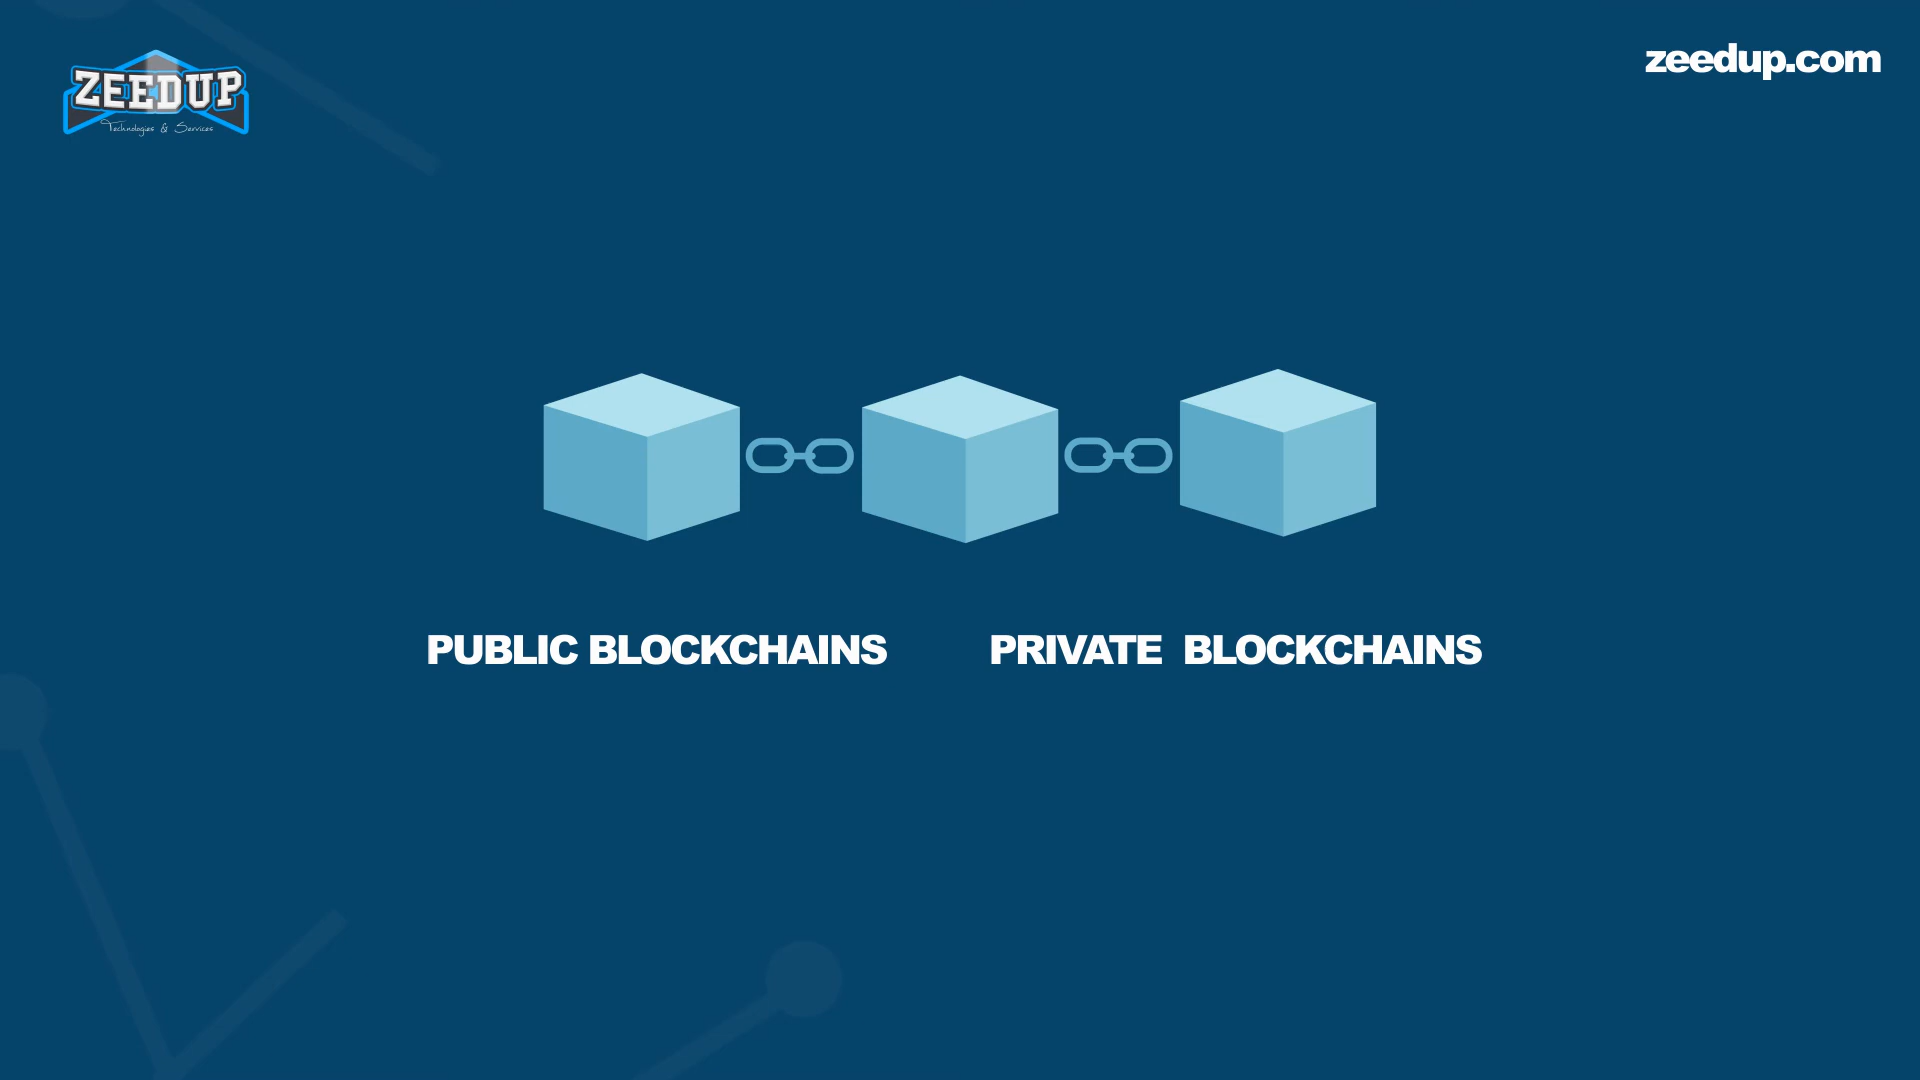 ZEEDUP
Technologies & Services
zeedup.com
PUBLIC BLOCKCHAINS
PRIVATE BLOCKCHAINS